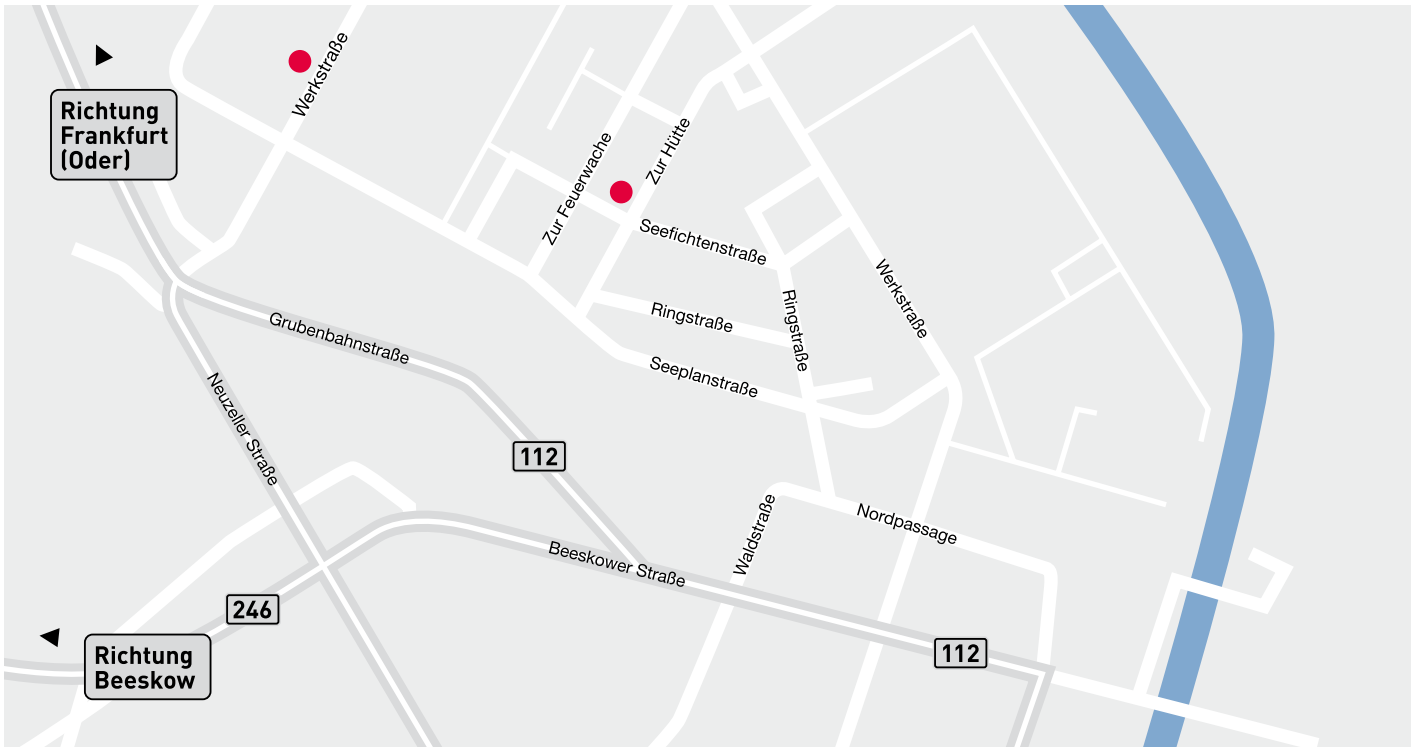 Werkstraße
Richtung
Frankfurt
(Oder)
Zur Feuerwache
Zur Hütte
Seefichtenstraße
Werkstraße
Ringstraße
Ringstraße
Grubenbahnstraße
Seeplanstraße
Neuzeller Straße
112
Waldstraße
Nordpassage
Beeskower Straße
246
112
Richtung
Beeskow